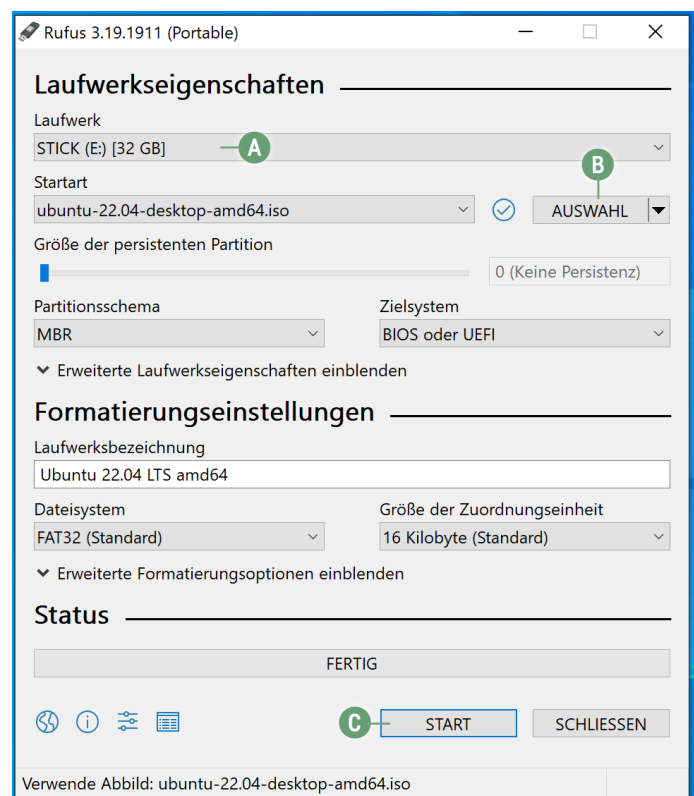 Rufus 3.19.1911 (Portable)
Laufwerkseigenschaften
Laufwerk
STICK (E:) [32 GB]
A
B
Startart
ubuntu-22.04-desktop-amd64.iso
AUSWAHL
Größe der persistenten Partition
0 (Keine Persistenz)
Partitionsschema
Zielsystem
MBR
BIOS oder UEFI
Erweiterte Laufwerkseigenschaften einblenden
Formatierungseinstellungen
Laufwerksbezeichnung
Ubuntu 22.04 LTS amd64
Dateisystem
Größe der Zuordnungseinheit
FAT32 (Standard)
16 Kilobyte (Standard)
Erweiterte Formatierungsoptionen einblenden
Status
FERTIG
C
START
SCHLIESSEN
Verwende Abbild: ubuntu-22.04-desktop-amd64.iso